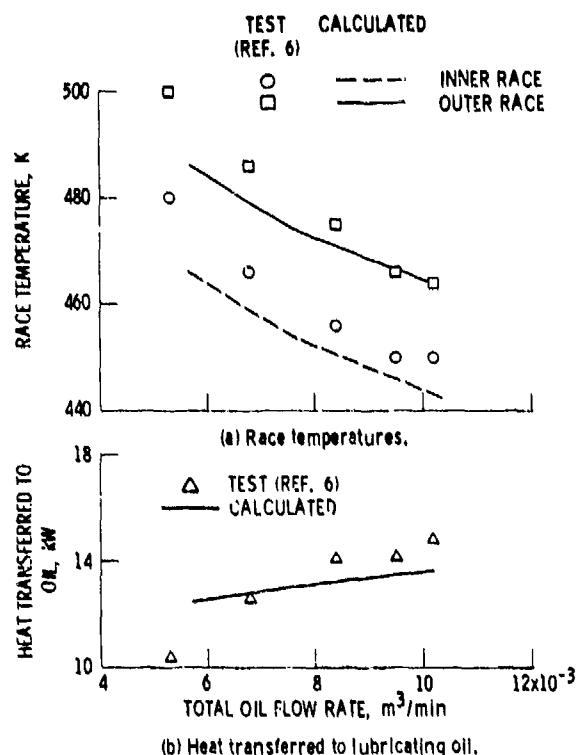 TEST CALCULATED
(REF. 6)
INNER RACE
OUTER RACE
500
480
460
440
RACE TEMPERATURE, K
(a) Race temperatures.
TEST (REF. 6)
CALCULATED
18
14
10
HEAT TRANSFERRED TO
OIL, kW
4 6 8 10 12x10-3
TOTAL OIL FLOW RATE, m3/min
(b) Heat transferred to lubricating oil.